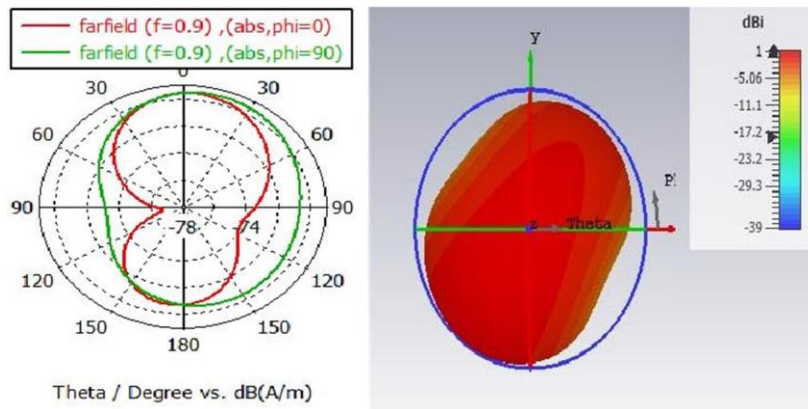 farfield (f=0.9) ,(abs,phi=0)
farfield (f=0.9) ,(abs,phi=90)
0
30 30
60 60
90 -78 -74 90
120 120
150 150
180
Theta / Degree vs. dB(A/m)
y
z Theta
dBi
1
-5.06
-11.1
-17.2
-23.2
-29.3
-39